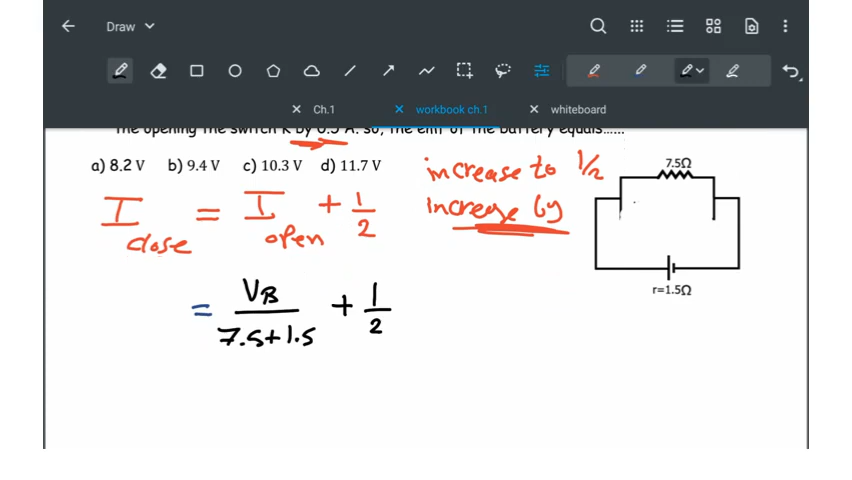 Draw
Ch.1
workbook ch.1
whiteboard
The opening the switch K by 0.5 A. so, the emf of the battery equals......
a) 8.2 V b) 9.4 V c) 10.3 V d) 11.7 V
increase to 1/2
increase by
I close = I open + 1/2
= VB / 7.5+1.5 + 1/2
7.5Ω
r=1.5Ω